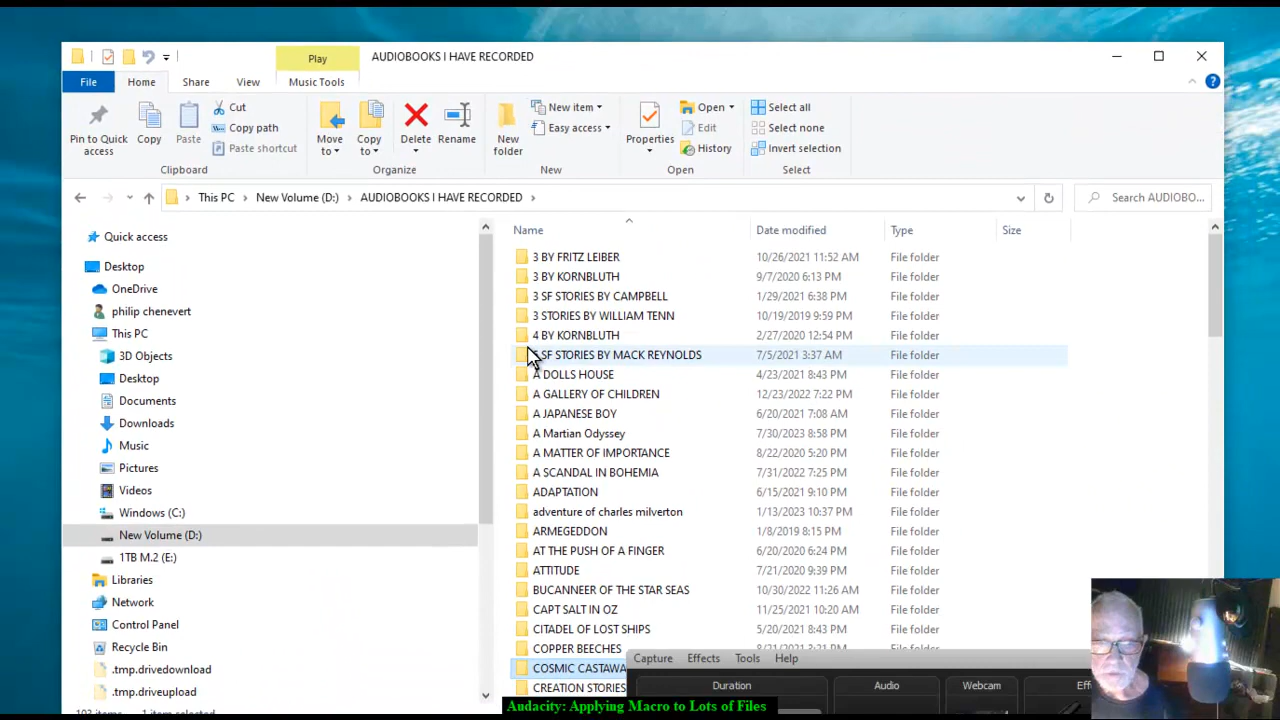 Play
AUDIOBOOKS I HAVE RECORDED
File
Home
Share
View
Music Tools
Pin to Quick access
Copy
Paste
Cut
Copy path
Paste shortcut
Clipboard
Move to
Copy to
Delete
Rename
Organize
New folder
New item
Easy access
New
Properties
Open
Edit
History
Open
Select all
Select none
Invert selection
Select
This PC > New Volume (D:) > AUDIOBOOKS I HAVE RECORDED >
Search AUDIOBO...
Quick access
Desktop
OneDrive
philip chenevert
This PC
3D Objects
Desktop
Documents
Downloads
Music
Pictures
Videos
Windows (C:)
New Volume (D:)
1TB M.2 (E:)
Libraries
Network
Control Panel
Recycle Bin
.tmp.drivedownload
.tmp.driveupload
Name Date modified Type Size
3 BY FRITZ LEIBER 10/26/2021 11:52 AM File folder
3 BY KORNBLUTH 9/7/2020 6:13 PM File folder
3 SF STORIES BY CAMPBELL 1/29/2021 6:38 PM File folder
3 STORIES BY WILLIAM TENN 10/19/2019 9:59 PM File folder
4 BY KORNBLUTH 2/27/2020 12:54 PM File folder
SF STORIES BY MACK REYNOLDS 7/5/2021 3:37 AM File folder
A DOLLS HOUSE 4/23/2021 8:43 PM File folder
A GALLERY OF CHILDREN 12/23/2022 7:22 PM File folder
A JAPANESE BOY 6/20/2021 7:08 AM File folder
A Martian Odyssey 7/30/2023 8:58 PM File folder
A MATTER OF IMPORTANCE 8/22/2020 5:20 PM File folder
A SCANDAL IN BOHEMIA 7/31/2022 7:25 PM File folder
ADAPTATION 6/15/2021 9:10 PM File folder
adventure of charles milverton 1/13/2023 10:37 PM File folder
ARMEGEDDON 1/8/2019 8:15 PM File folder
AT THE PUSH OF A FINGER 6/20/2020 6:24 PM File folder
ATTITUDE 7/21/2020 9:39 PM File folder
BUCANNEER OF THE STAR SEAS 10/30/2022 11:26 AM File folder
CAPT SALT IN OZ 11/25/2021 10:20 AM File folder
CITADEL OF LOST SHIPS 5/20/2021 8:43 PM File folder
COPPER BEECHES 8/21/2021 3:21 PM File folder
COSMIC CASTAWA
CREATION STORIES
Capture Effects Tools Help
Duration
Audio
Webcam
Eff
Audacity: Applying Macro to Lots of Files